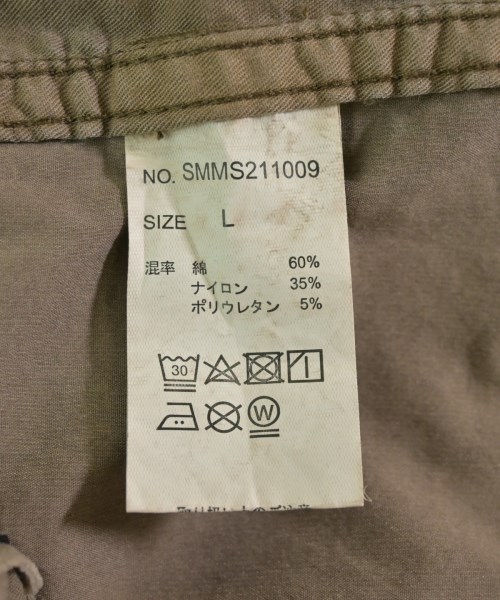 NO. SMMS211009
SIZE L
混率 綿 60%
ナイロン 35%
ポリウレタン 5%
30
W